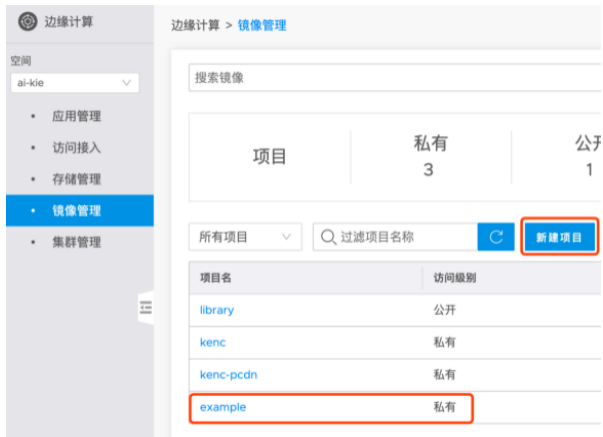 边缘计算
边缘计算 > 镜像管理
空间
ai-kie
应用管理
访问接入
存储管理
镜像管理
集群管理
搜索镜像
项目
私有
3
公开
1
所有项目
过滤项目名称
新建项目
项目名 访问级别
library 公开
kenc 私有
kenc-pcdn 私有
example 私有